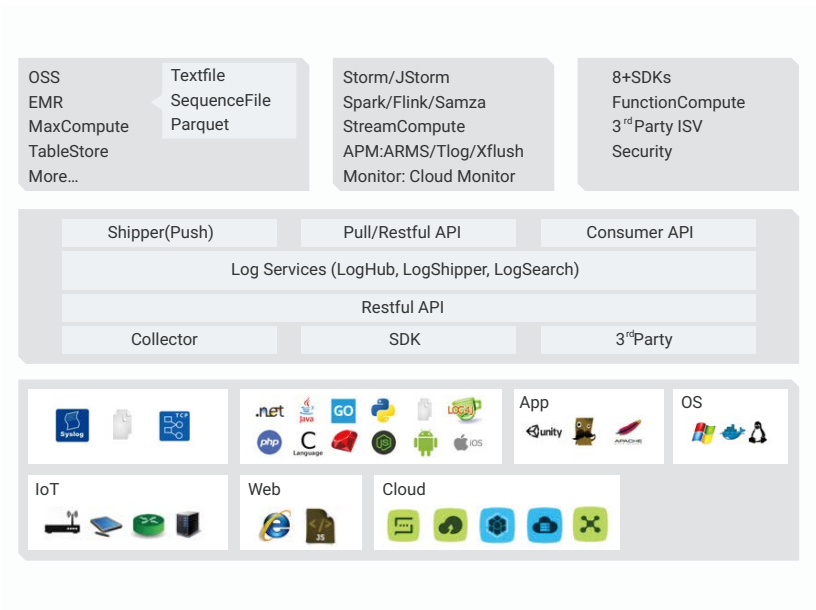 OSS
EMR
MaxCompute
TableStore
More...
Textfile
SequenceFile
Parquet
Storm/JStorm
Spark/Flink/Samza
StreamCompute
APM:ARMS/Tlog/Xflush
Monitor: Cloud Monitor
8+SDKs
FunctionCompute
3rd Party ISV
Security
Shipper(Push)
Pull/Restful API
Consumer API
Log Services (LogHub, LogShipper, LogSearch)
Restful API
Collector
SDK
3rdParty
Syslog
TCP
.net
Java
GO
LOG4J
php
C
Language
iOS
App
unity
APACHE
OS
IoT
Web
JS
Cloud